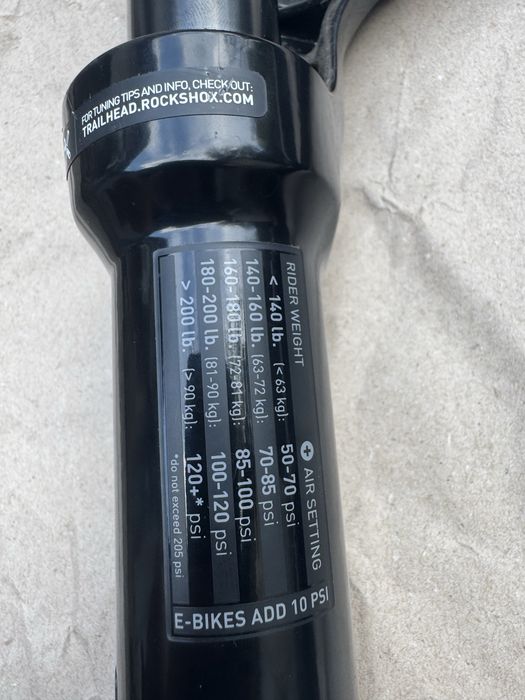 FOR TUNING TIPS AND INFO, CHECK OUT:
TRAILHEAD.ROCKSHOX.COM
RIDER WEIGHT + AIR SETTING
< 140 lb. (< 63 kg): 50-70 psi
140-160 lb. (63-72 kg): 70-85 psi
160-180 lb. (72-81 kg): 85-100 psi
180-200 lb. (81-90 kg): 100-120 psi
> 200 lb. (> 90 kg): 120+* psi
*do not exceed 205 psi
E-BIKES ADD 10 PSI